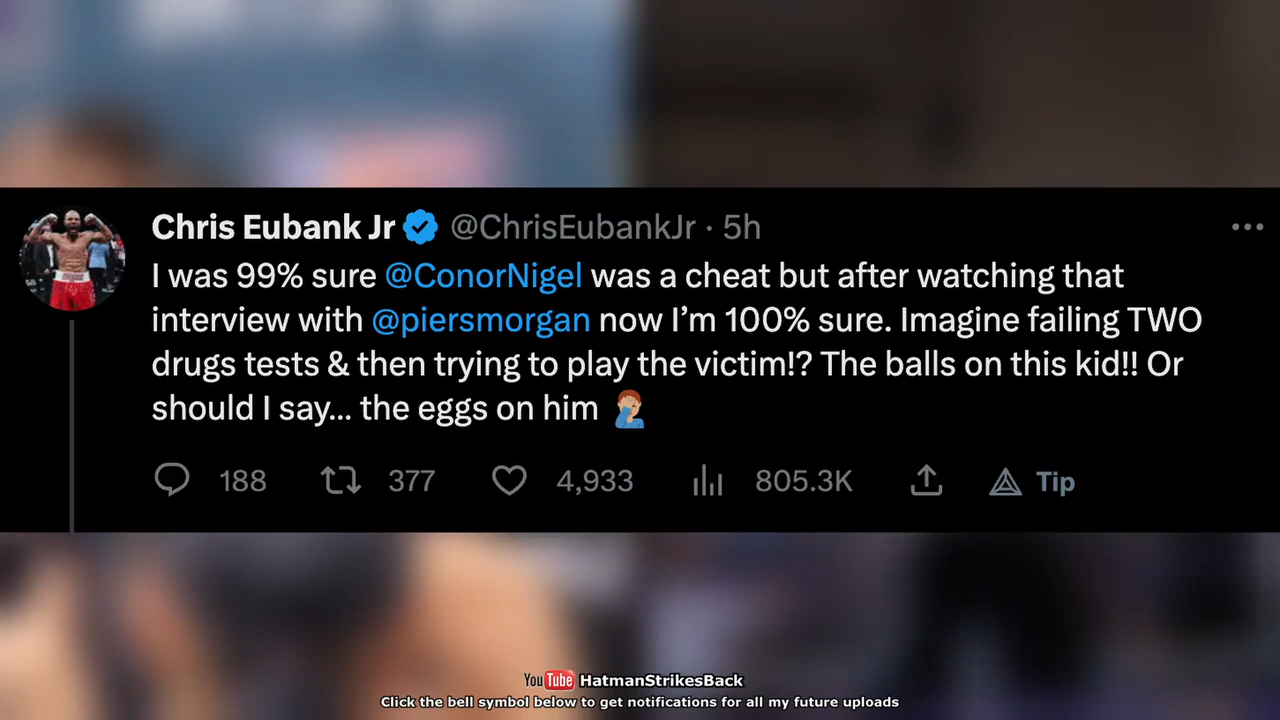 Chris Eubank Jr @ChrisEubankJr · 5h
I was 99% sure @ConorNigel was a cheat but after watching that
interview with @piersmorgan now I’m 100% sure. Imagine failing TWO
drugs tests & then trying to play the victim!? The balls on this kid!! Or
should I say... the eggs on him 🤦🏽‍♂️
188 377 4,933 805.3K Tip
YouTube HatmanStrikesBack
Click the bell symbol below to get notifications for all my future uploads